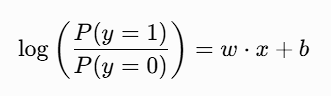 log ( P(y = 1) / P(y = 0) ) = w · x + b